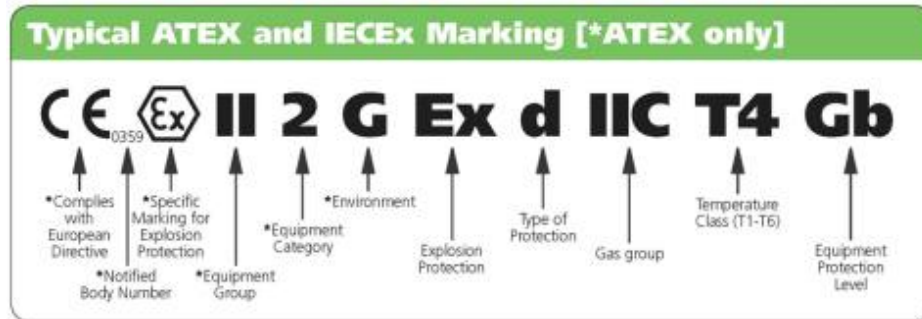 Typical ATEX and IECEx Marking [*ATEX only]
CE 0359 Ex II 2 G Ex d IIC T4 Gb
*Complies
with
European
Directive
*Notified
Body Number
*Specific
Marking for
Explosion
Protection
*Equipment
Group
*Equipment
Category
*Environment
Explosion
Protection
Type of
Protection
Gas group
Temperature
Class (T1-T6)
Equipment
Protection
Level